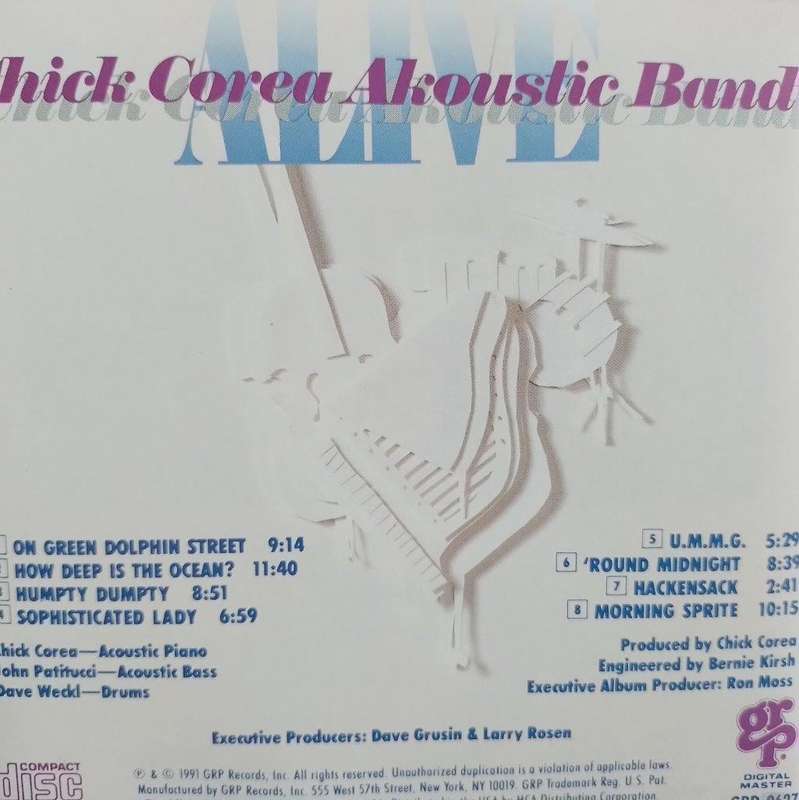 ALIVE
hick Corea Akoustic Band
ON GREEN DOLPHIN STREET 9:14
HOW DEEP IS THE OCEAN? 11:40
HUMPTY DUMPTY 8:51
SOPHISTICATED LADY 6:59
5 U.M.M.G. 5:29
6 'ROUND MIDNIGHT 8:39
7 HACKENSACK 2:41
8 MORNING SPRITE 10:15
hick Corea—Acoustic Piano
ohn Patitucci—Acoustic Bass
Dave Weckl—Drums
Produced by Chick Corea
Engineered by Bernie Kirsh
Executive Album Producer: Ron Moss
Executive Producers: Dave Grusin & Larry Rosen
COMPACT
disc
℗ & © 1991 GRP Records, Inc. All rights reserved. Unauthorized duplication is a violation of applicable laws.
Manufactured by GRP Records, Inc. 555 West 57th Street, New York, NY 10019. GRP Trademark Reg. U.S. Pat.
USA by MCA Distribution Corporation.
grp
DIGITAL
MASTER